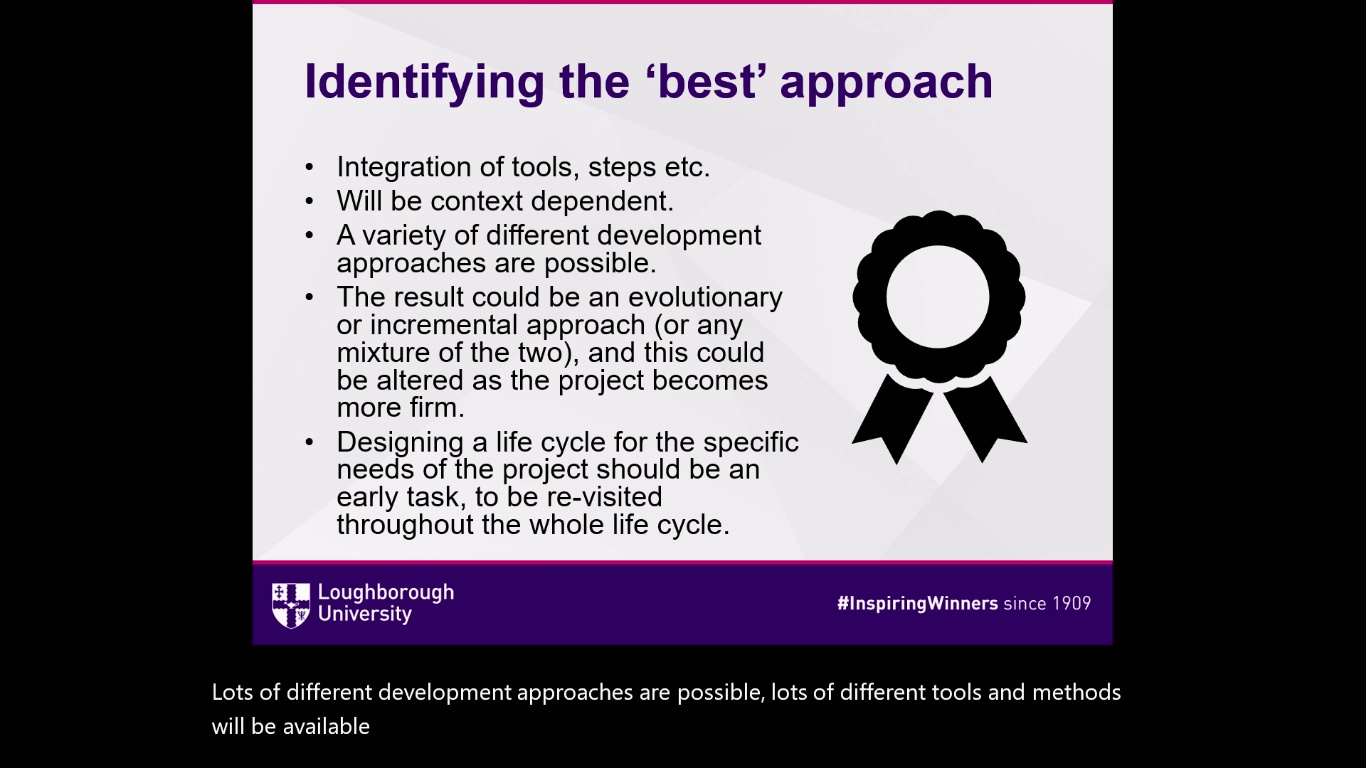 Identifying the ‘best’ approach
• Integration of tools, steps etc.
• Will be context dependent.
• A variety of different development
approaches are possible.
• The result could be an evolutionary
or incremental approach (or any
mixture of the two), and this could
be altered as the project becomes
more firm.
• Designing a life cycle for the specific
needs of the project should be an
early task, to be re-visited
throughout the whole life cycle.
Loughborough
University
#InspiringWinners since 1909
Lots of different development approaches are possible, lots of different tools and methods
will be available